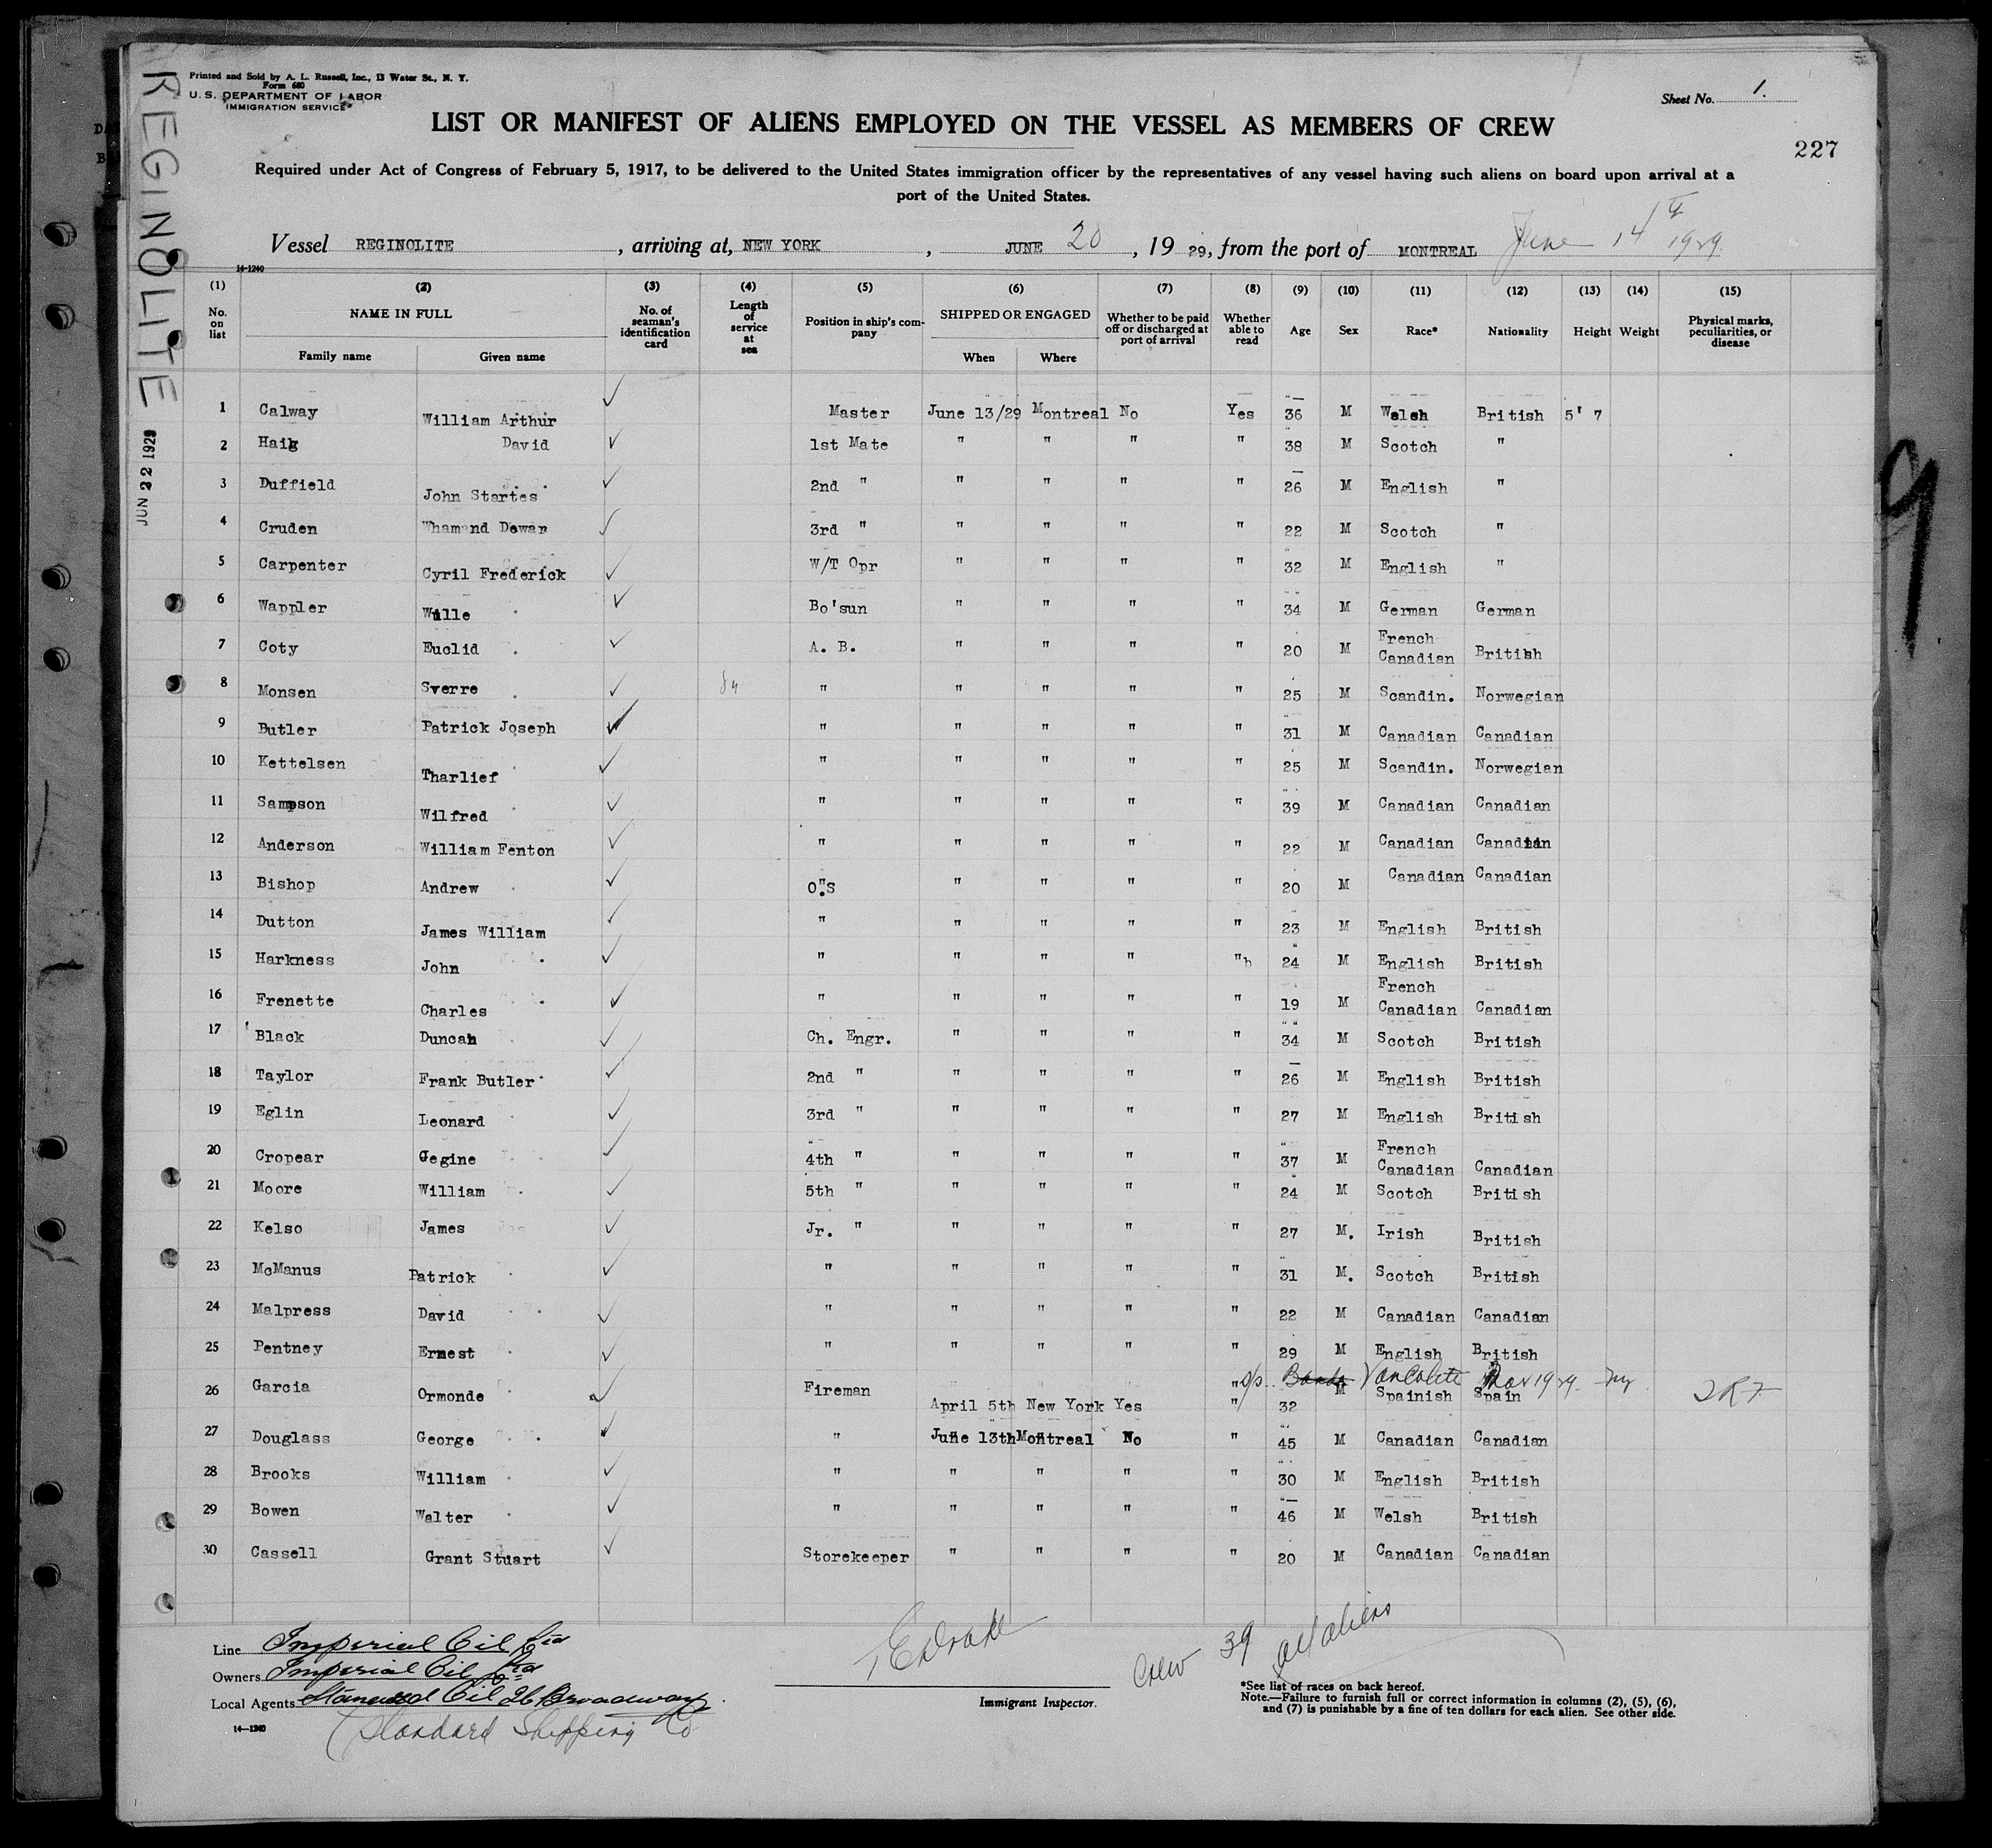 Printed and Sold by A. L. Russell, Inc., 13 Water St., N. Y.
Form 680
U. S. DEPARTMENT OF LABOR
IMMIGRATION SERVICE
Sheet No. 1.
LIST OR MANIFEST OF ALIENS EMPLOYED ON THE VESSEL AS MEMBERS OF CREW
227
Required under Act of Congress of February 5, 1917, to be delivered to the United States immigration officer by the representatives of any vessel having such aliens on board upon arrival at a
port of the United States.
Vessel REGINOLITE, arriving at, NEW YORK, JUNE 20, 19 29, from the port of MONTREAL June 14 1929
REGINOLITE
JUN 22 1929
14-1240
(1) (2) (3) (4) (5) (6) (7) (8) (9) (10) (11) (12) (13) (14) (15)
No. on list NAME IN FULL No. of seaman's identification card Length of service at sea Position in ship's company SHIPPED OR ENGAGED Whether to be paid off or discharged at port of arrival Whether able to read Age Sex Race* Nationality Height Weight Physical marks, peculiarities, or disease
Family name Given name When Where
1 Calway William Arthur Master June 13/29 Montreal No Yes 36 M Welsh British 5' 7
2 Haig David 1st Mate " " " " 38 M Scotch "
3 Duffield John Startes 2nd " " " " " 26 M English "
4 Cruden Whamand Dewar 3rd " " " " " 22 M Scotch "
5 Carpenter Cyril Frederick W/T Opr " " " " 32 M English "
6 Wappler Wille Bo'sun " " " " 34 M German German
7 Coty Euclid A. B. " " " " 20 M French Canadian British
8 Monsen Sverre " " " " " 25 M Scandin. Norwegian
9 Butler Patrick Joseph " " " " " 31 M Canadian Canadian
10 Kettelsen Tharlief " " " " " 25 M Scandin. Norwegian
11 Sampson Wilfred " " " " " 39 M Canadian Canadian
12 Anderson William Fenton " " " " " 22 M Canadian Canadian
13 Bishop Andrew O.S " " " " 20 M Canadian Canadian
14 Dutton James William " " " " " 23 M English British
15 Harkness John " " " " " 24 M English British
16 Frenette Charles " " " " " 19 M French Canadian Canadian
17 Black Duncan Ch. Engr. " " " " 34 M Scotch British
18 Taylor Frank Butler 2nd " " " " " 26 M English British
19 Eglin Leonard 3rd " " " " " 27 M English British
20 Cropear Gegine 4th " " " " " 37 M French Canadian Canadian
21 Moore William 5th " " " " " 24 M Scotch British
22 Kelso James Jr. " " " " " 27 M. Irish British
23 McManus Patrick " " " " " 31 M. Scotch British
24 Malpress David " " " " " 22 M Canadian Canadian
25 Pentney Ernest " " " " " 29 M English British
26 Garcia Ormonde Fireman April 5th New York Yes " 32 M Spainish Spain
27 Douglass George " June 13th Montreal No " 45 M Canadian Canadian
28 Brooks William " " " " " 30 M English British
29 Bowen Walter " " " " " 46 M Welsh British
30 Cassell Grant Stuart Storekeeper " " " " 20 M Canadian Canadian
Line Imperial Oil Ltd
Owners Imperial Oil Ltd
Local Agents Standard Oil 26 Broadway
(Standard Shipping Co
14-1240
Immigrant Inspector.
Crew 39 all aliens
*See list of races on back hereof.
Note.—Failure to furnish full or correct information in columns (2), (5), (6),
and (7) is punishable by a fine of ten dollars for each alien. See other side.